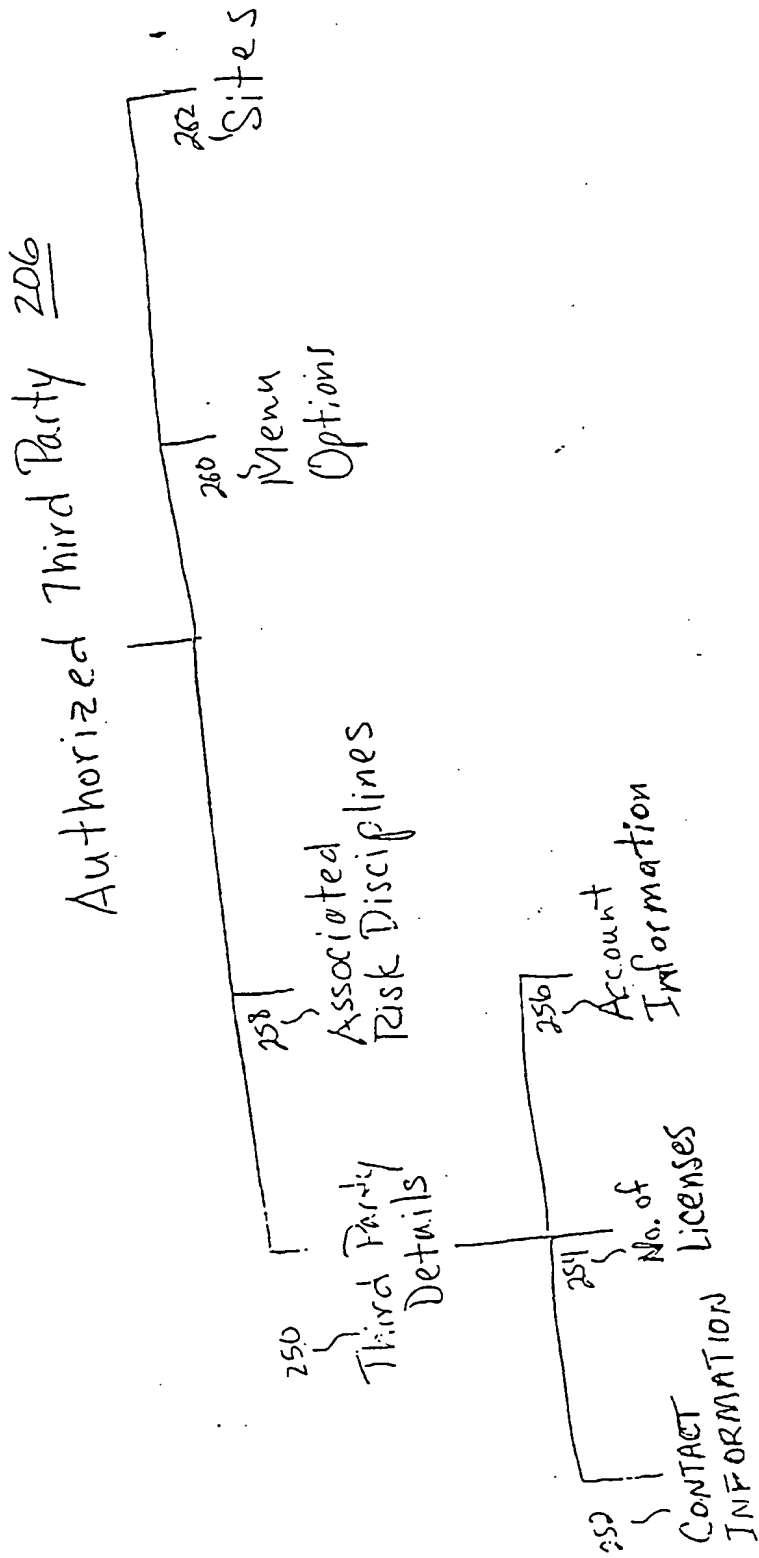 Authorized Third Party 206
250
Third Party
Details
258
Associated
Risk Disciplines
260
Menu
Options
262
Sites
252
CONTACT
INFORMATION
254
No. of
Licenses
256
Account
Information